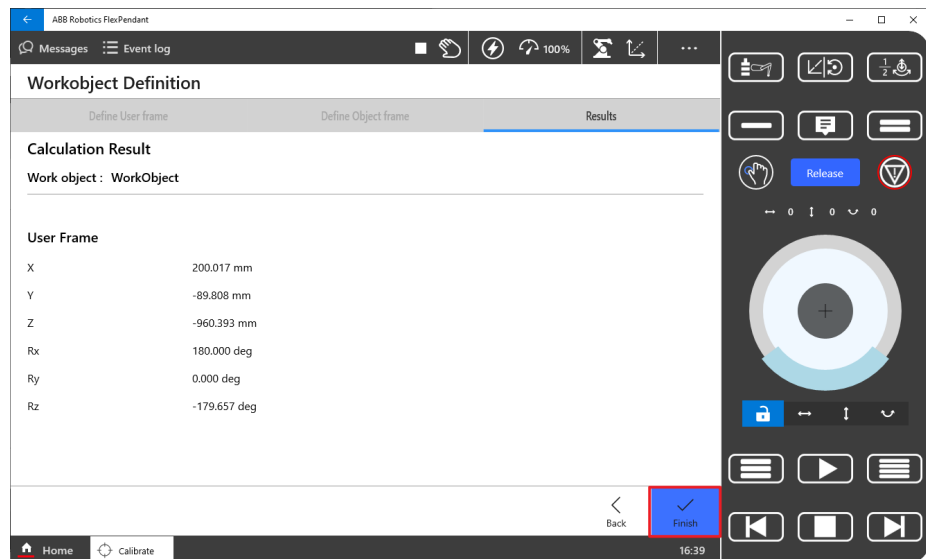 ABB Robotics FlexPendant
Messages Event log 100% ...
Workobject Definition
Define User frame Define Object frame Results
Calculation Result
Work object : WorkObject
User Frame
X 200.017 mm
Y -89.808 mm
Z -960.393 mm
Rx 180.000 deg
Ry 0.000 deg
Rz -179.657 deg
Back Finish
Home Calibrate 16:39
1/2
Release
0 0 0